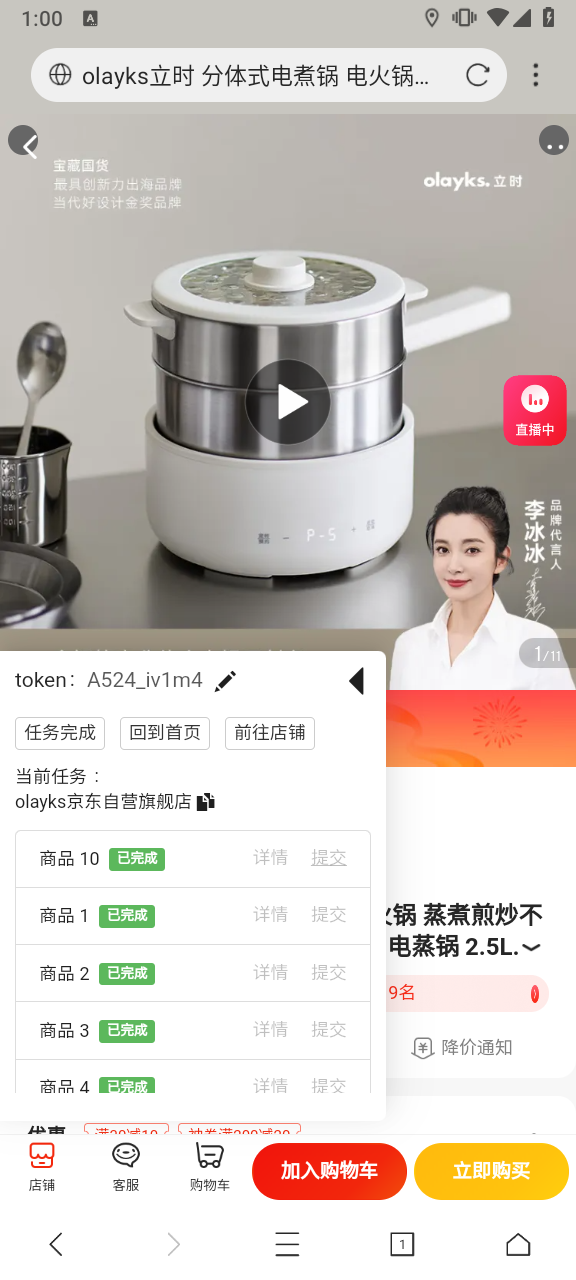 1:00
A
olayks立时 分体式电煮锅 电火锅...
宝藏国货
最具创新力出海品牌
当代好设计金奖品牌
olayks. 立时
直播中
P-5
品牌代言人
李冰冰
1/11
token： A524_iv1m4
任务完成 回到首页 前往店铺
当前任务：
olayks京东自营旗舰店
商品 10 已完成 详情 提交
商品 1 已完成 详情 提交
商品 2 已完成 详情 提交
商品 3 已完成 详情 提交
商品 4 已完成 详情 提交
火锅 蒸煮煎炒不
电蒸锅 2.5L.
9名
降价通知
优惠 满20减10
店铺 客服 购物车 加入购物车 立即购买
1